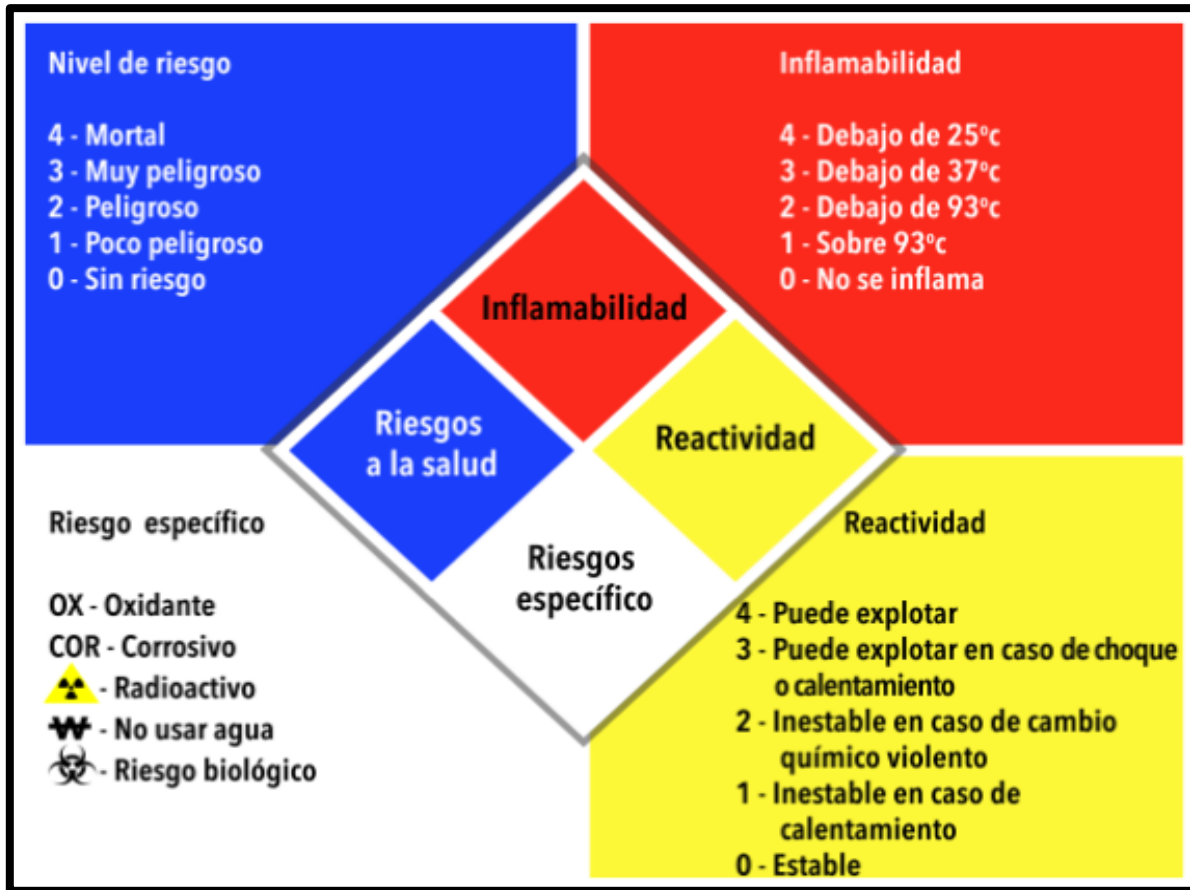 Nivel de riesgo
4 - Mortal
3 - Muy peligroso
2 - Peligroso
1 - Poco peligroso
0 - Sin riesgo
Inflamabilidad
4 - Debajo de 25ºc
3 - Debajo de 37ºc
2 - Debajo de 93ºc
1 - Sobre 93ºc
0 - No se inflama
Inflamabilidad
Riesgos
a la salud
Reactividad
Riesgos
específico
Riesgo específico
OX - Oxidante
COR - Corrosivo
- Radioactivo
W - No usar agua
- Riesgo biológico
Reactividad
4 - Puede explotar
3 - Puede explotar en caso de choque
o calentamiento
2 - Inestable en caso de cambio
químico violento
1 - Inestable en caso de
calentamiento
0 - Estable